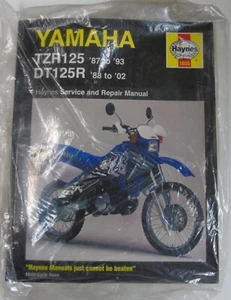 YAMAHA
TZR125 '87 to '93
DT125R '88 to '02
Haynes Service and Repair Manual
Haynes
"Haynes Manuals just cannot be beaten"